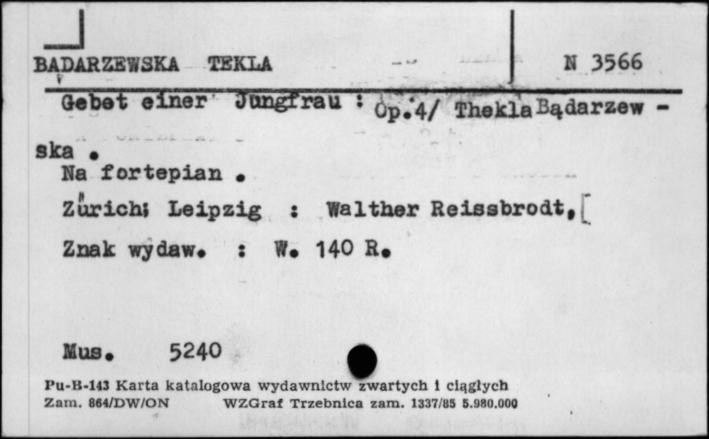 BĄDARZEWSKA TEKLA N 3566
Gebet einer Jungfrau : Op.4/ Thekla Bądarzew -
ska .
Na fortepian .
Zürich; Leipzig : Walther Reissbrodt, [
Znak wydaw. : W. 140 R.
Mus. 5240
Pu-B-143 Karta katalogowa wydawnictw zwartych i ciągłych
Zam. 864/DW/ON WZGraf Trzebnica zam. 1337/85 5.980.000